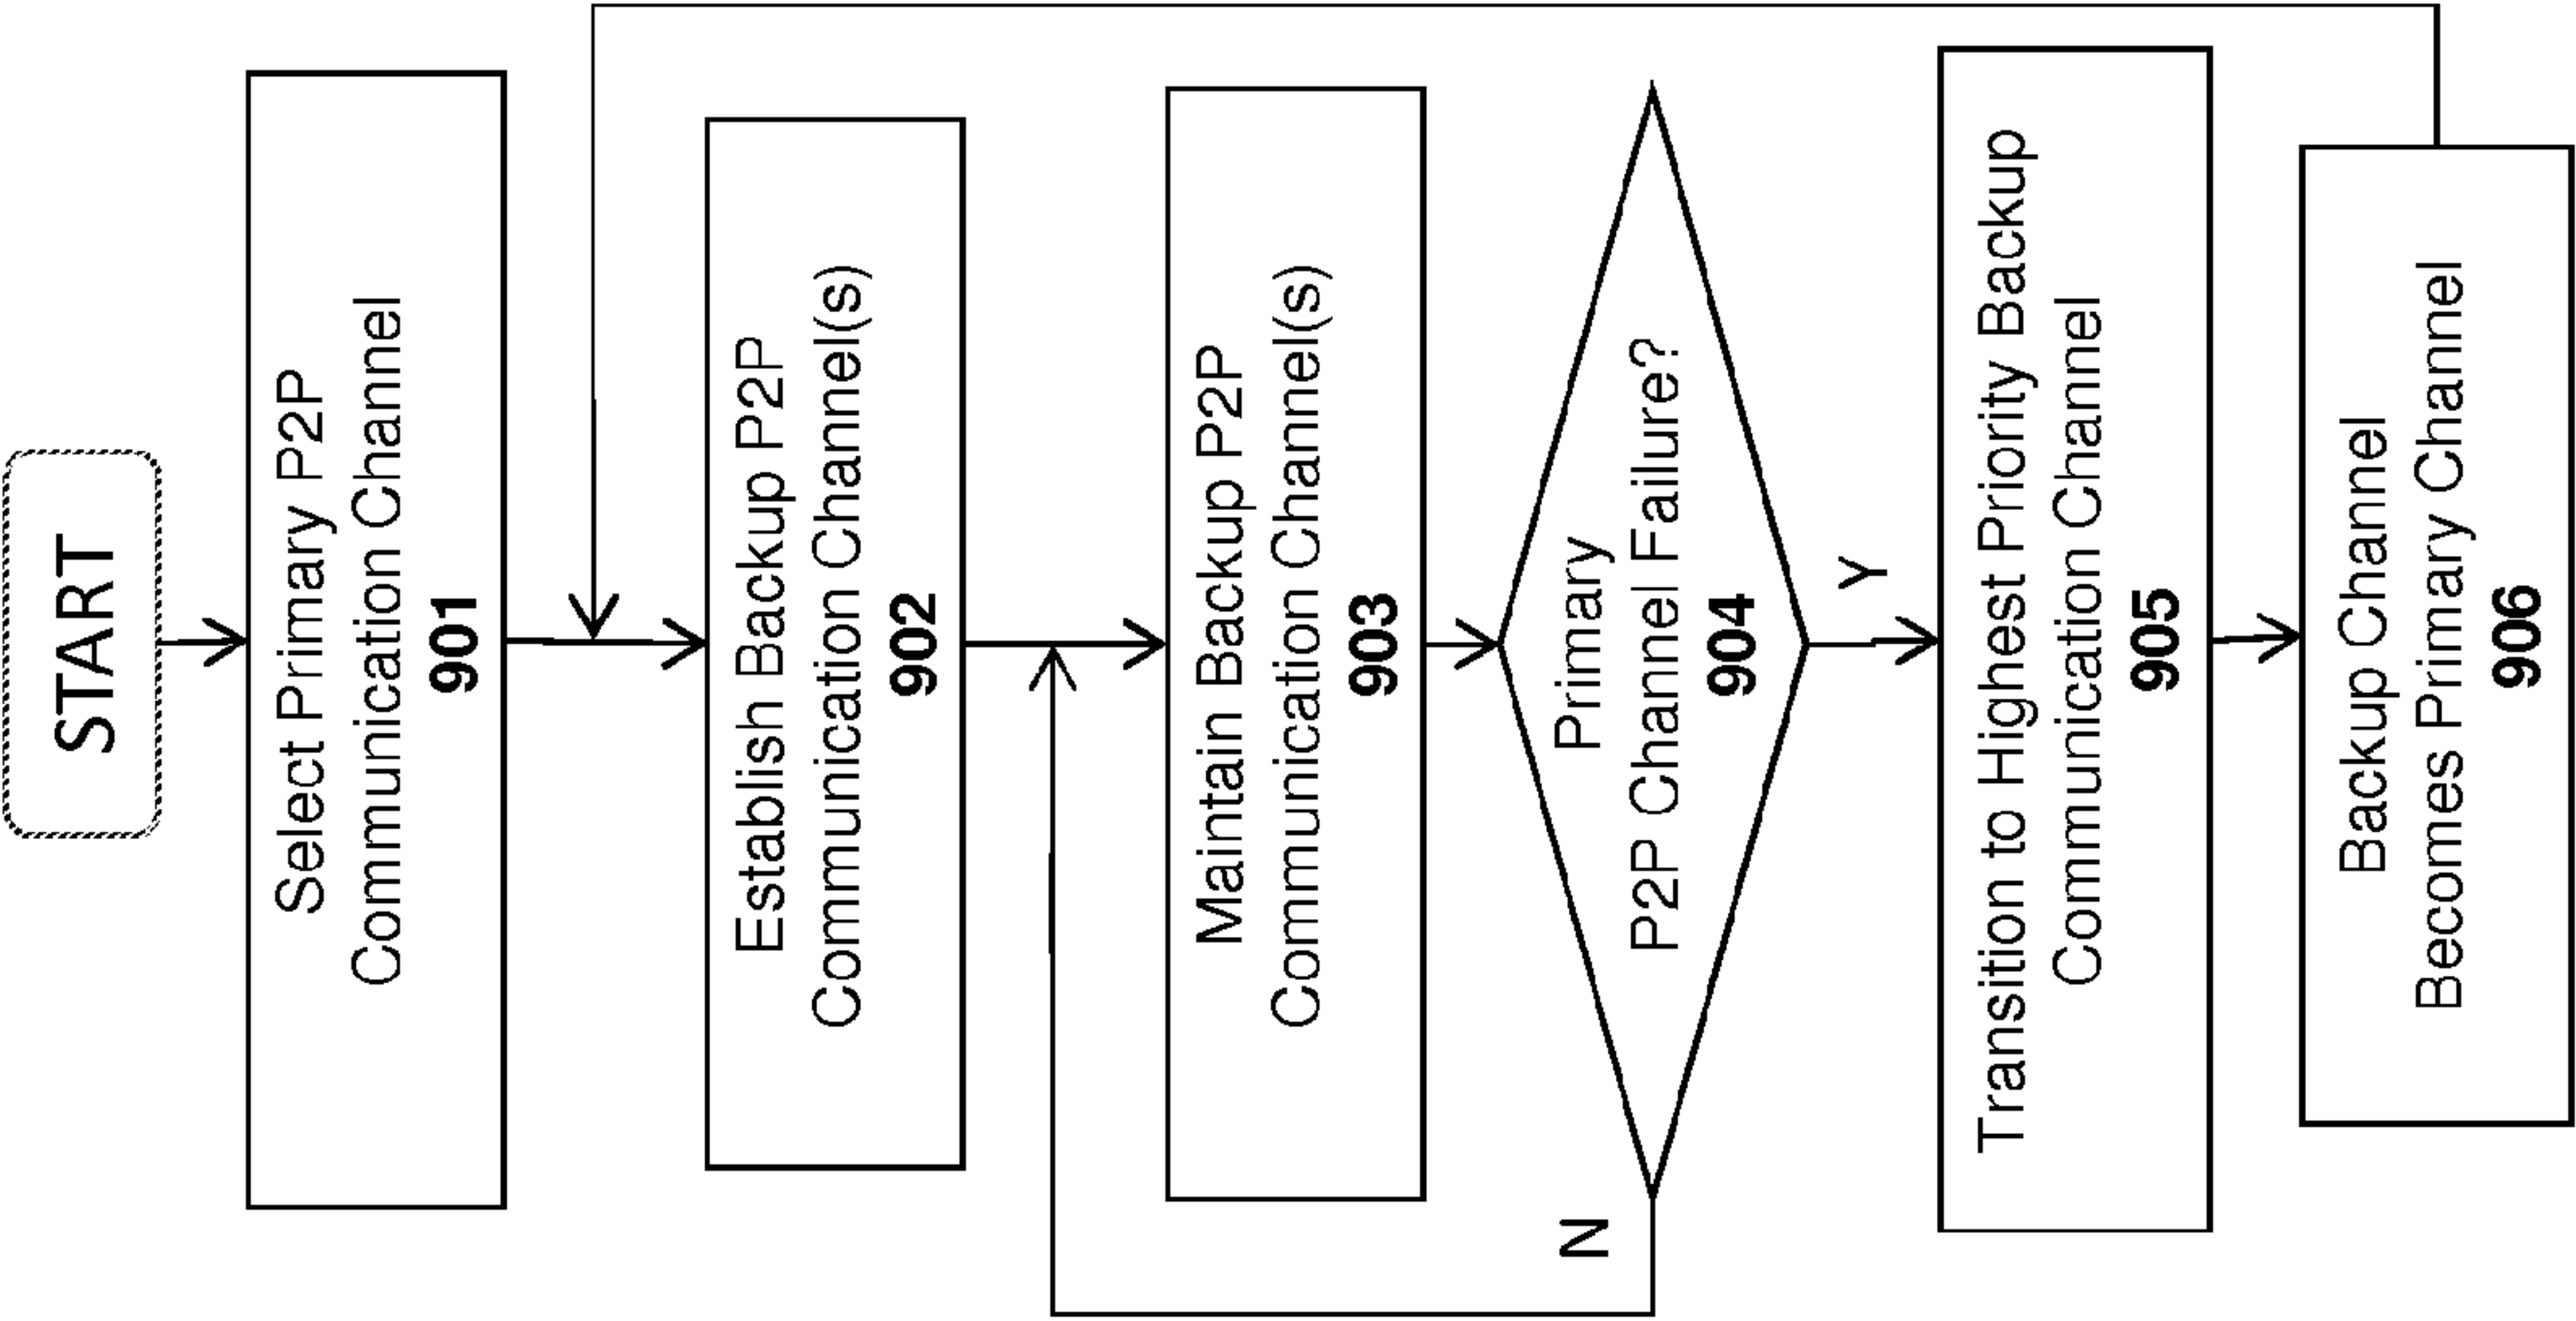 START
Select Primary P2P
Communication Channel
901
Establish Backup P2P
Communication Channel(s)
902
Maintain Backup P2P
Communication Channel(s)
903
Primary
P2P Channel Failure?
904
N
Y
Transition to Highest Priority Backup
Communication Channel
905
Backup Channel
Becomes Primary Channel
906